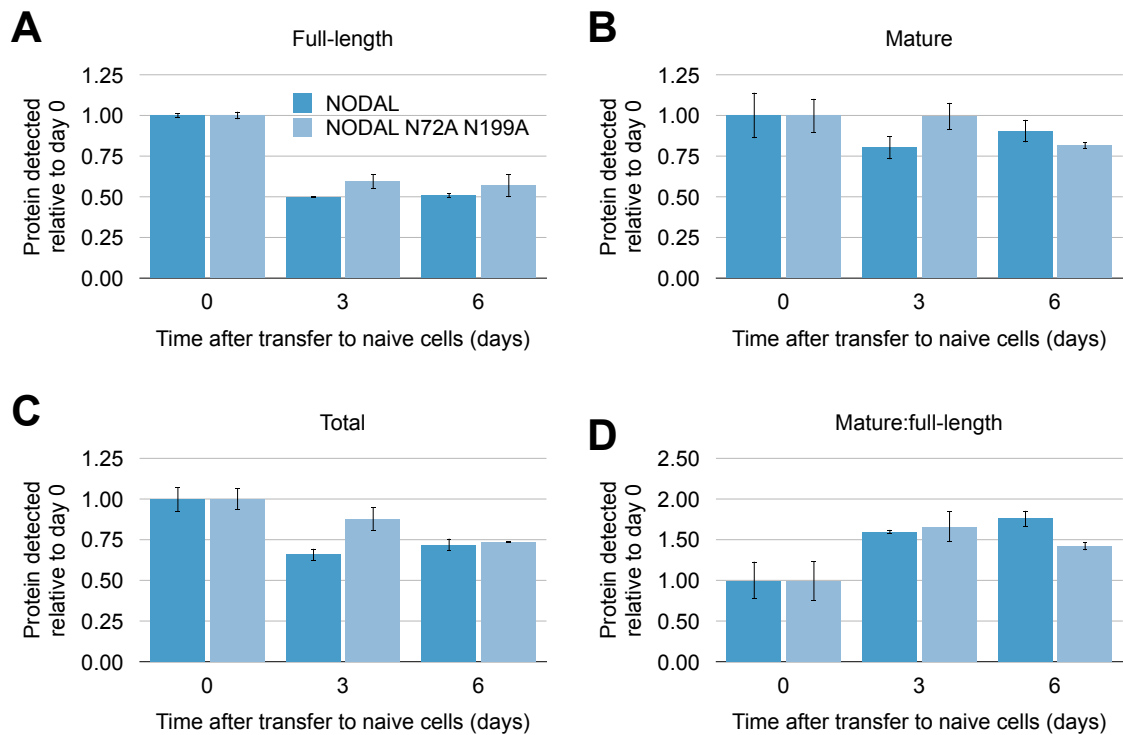 A
Full-length
Protein detected
relative to day 0
1.25
1.00
0.75
0.50
0.25
0.00
NODAL
NODAL N72A N199A
0 3 6
Time after transfer to naive cells (days)
B
Mature
Protein detected
relative to day 0
1.25
1.00
0.75
0.50
0.25
0.00
0 3 6
Time after transfer to naive cells (days)
C
Total
Protein detected
relative to day 0
1.25
1.00
0.75
0.50
0.25
0.00
0 3 6
Time after transfer to naive cells (days)
D
Mature:full-length
Protein detected
relative to day 0
2.50
2.00
1.50
1.00
0.50
0.00
0 3 6
Time after transfer to naive cells (days)